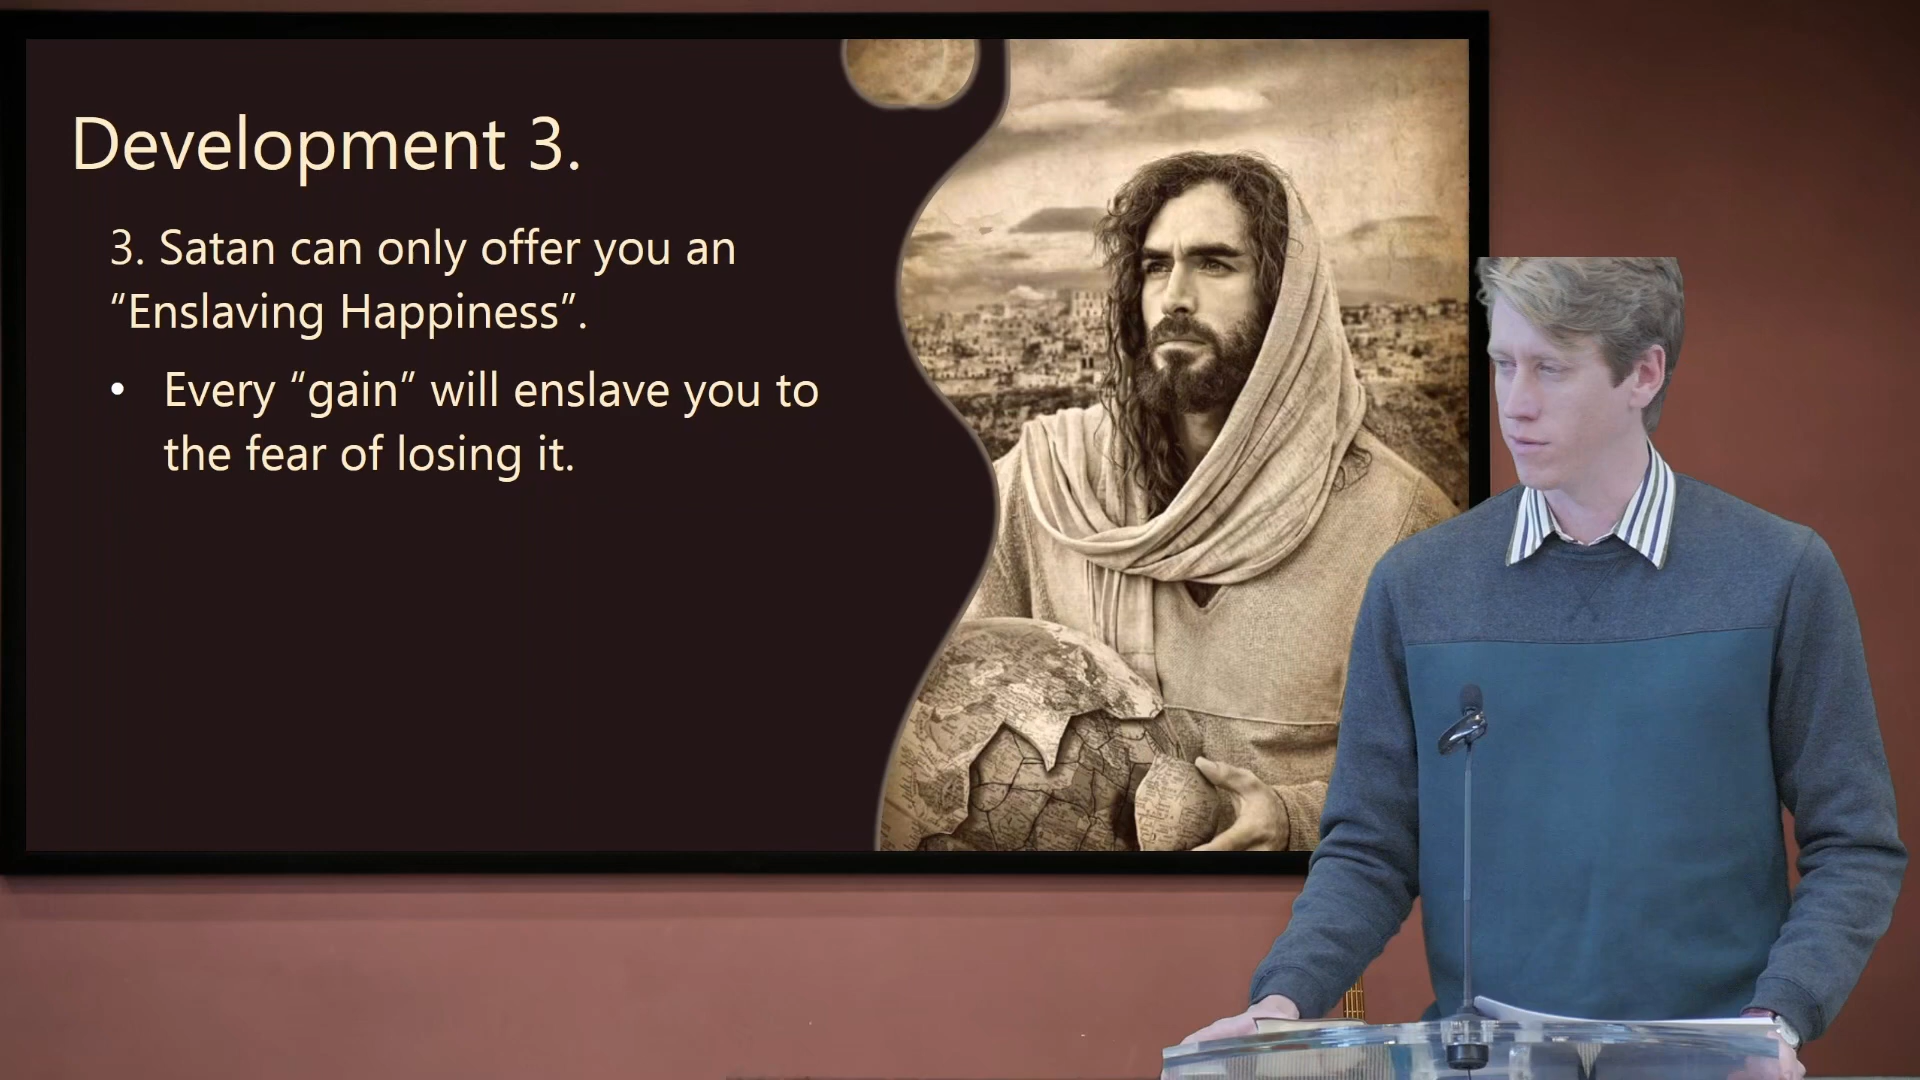 Development 3.
3. Satan can only offer you an
“Enslaving Happiness”.
• Every “gain” will enslave you to
the fear of losing it.